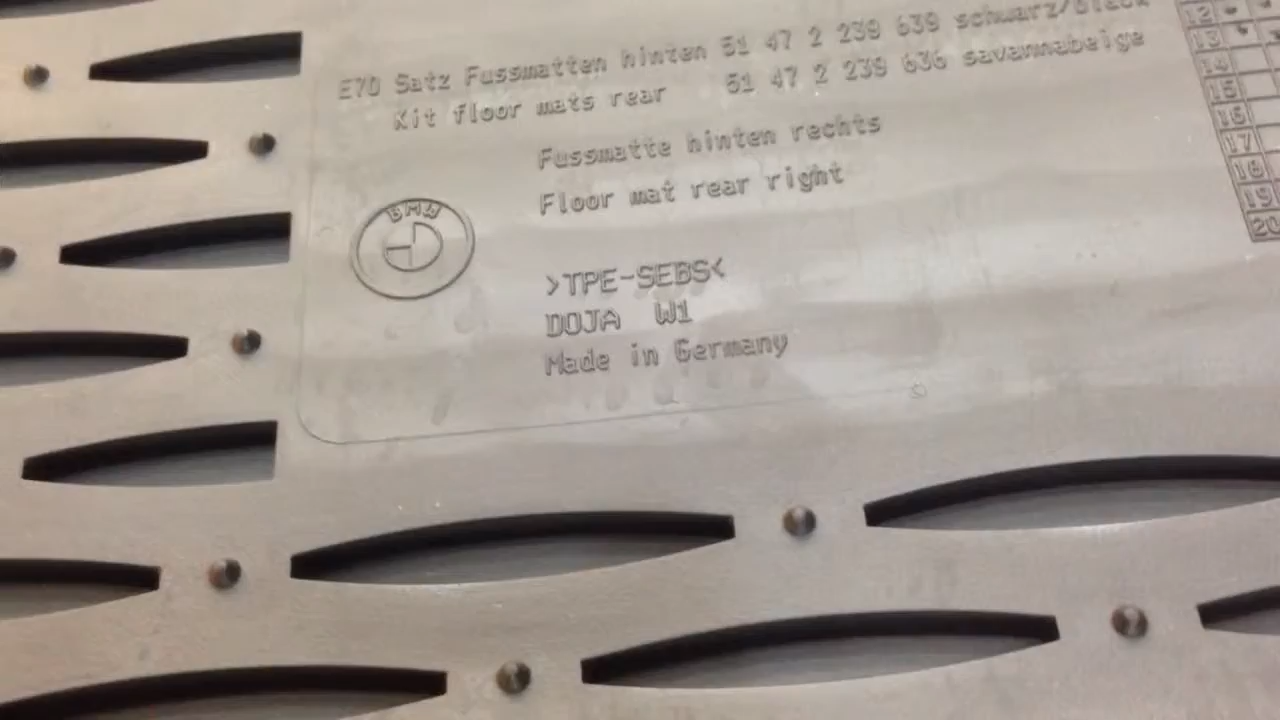 E70 Satz Fussmatten hinten 51 47 2 239 639 schwarz/black
Kit floor mats rear 51 47 2 239 636 savannabeige
Fussmatte hinten rechts
Floor mat rear right
BMW
>TPE-SEBS<
DOJA W1
Made in Germany
12
13
14
15
16
17
18
19
20